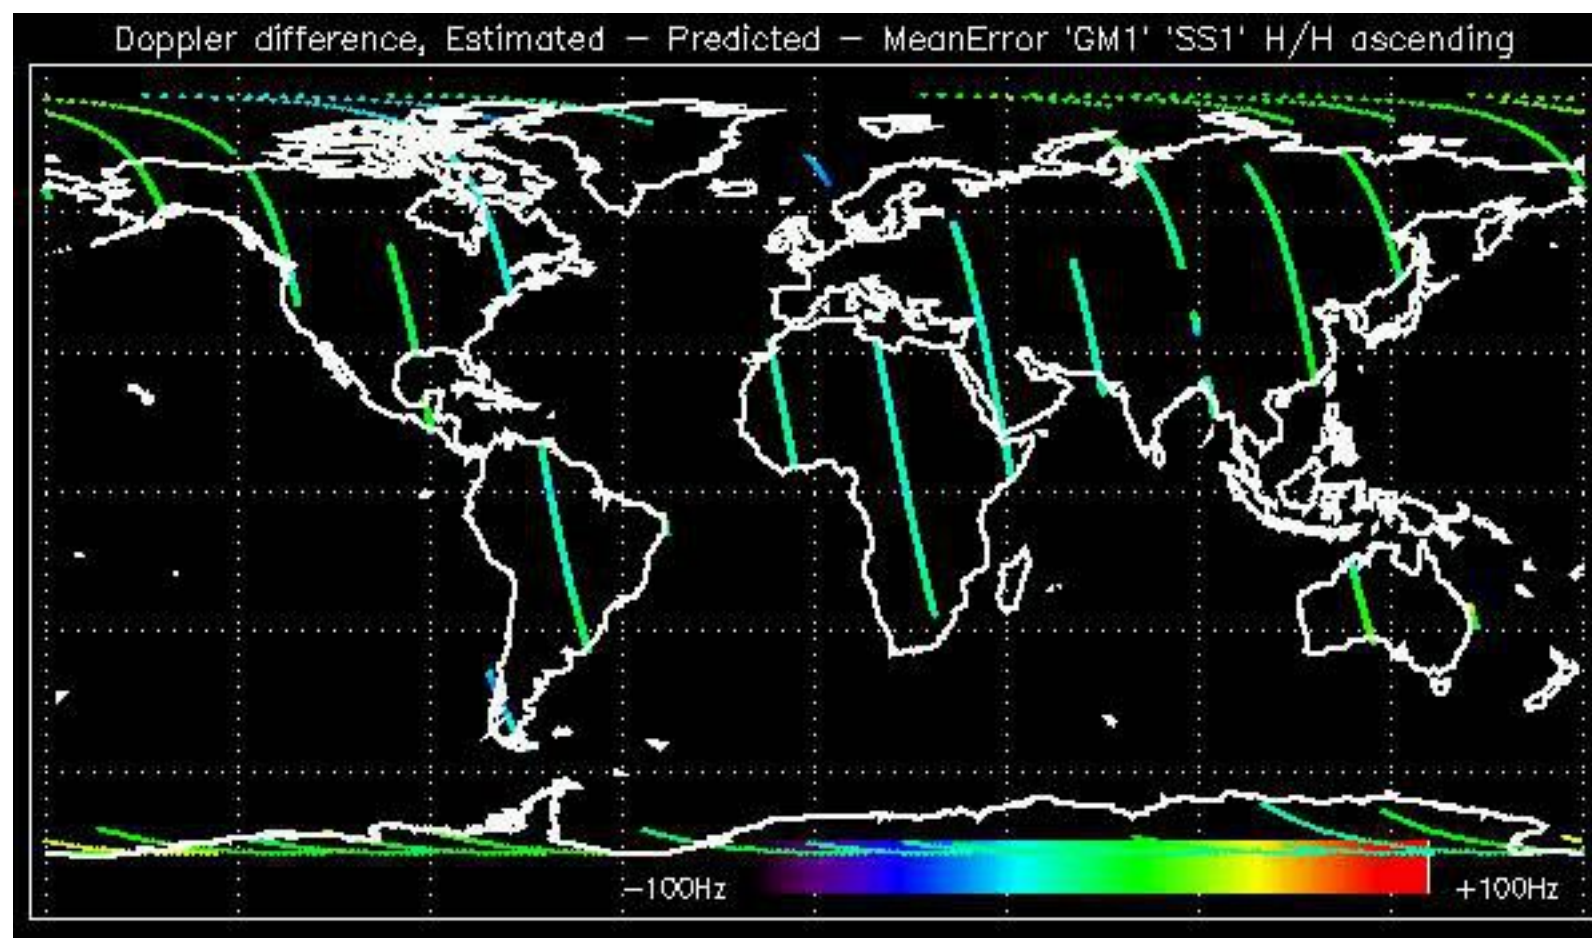 Doppler difference, Estimated – Predicted – MeanError 'GM1' 'SS1' H/H ascending
-100Hz
+100Hz